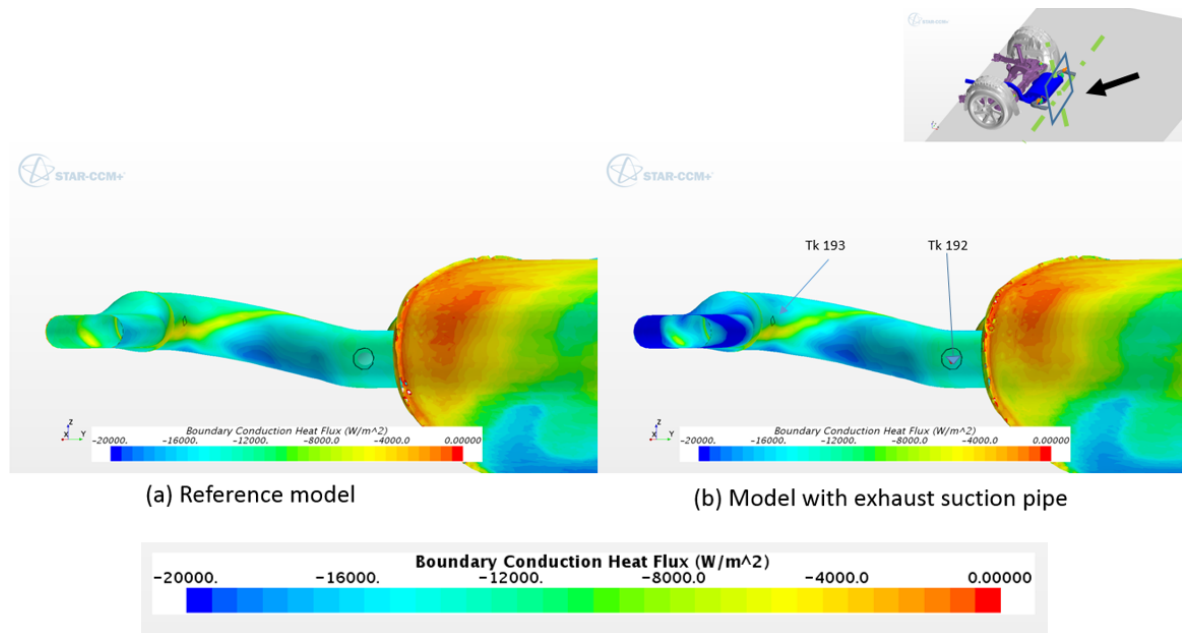 STAR-CCM+
STAR-CCM+
Tk 193
Tk 192
Z
X
Y
Boundary Conduction Heat Flux (W/m^2)
-20000. -16000. -12000. -8000.0 -4000.0 0.00000
Z
X
Y
Boundary Conduction Heat Flux (W/m^2)
-20000. -16000. -12000. -8000.0 -4000.0 0.00000
(a) Reference model
(b) Model with exhaust suction pipe
Boundary Conduction Heat Flux (W/m^2)
-20000. -16000. -12000. -8000.0 -4000.0 0.00000